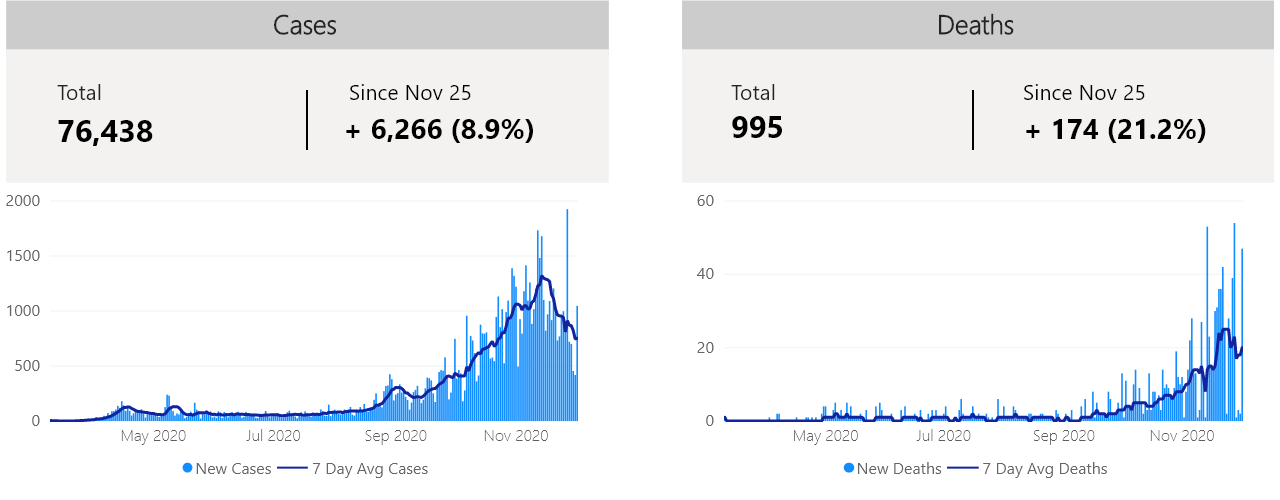 Cases
Total
76,438
Since Nov 25
+ 6,266 (8.9%)
2000
1500
1000
500
0
May 2020 Jul 2020 Sep 2020 Nov 2020
New Cases 7 Day Avg Cases
Deaths
Total
995
Since Nov 25
+ 174 (21.2%)
60
40
20
0
May 2020 Jul 2020 Sep 2020 Nov 2020
New Deaths 7 Day Avg Deaths